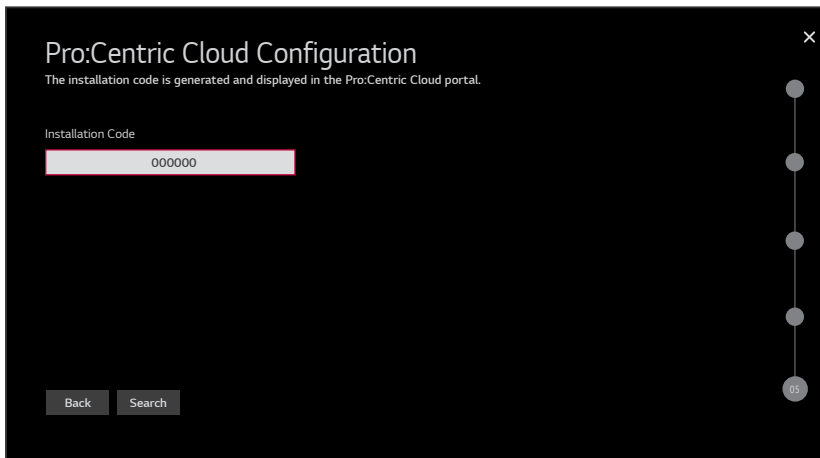 Pro:Centric Cloud Configuration
The installation code is generated and displayed in the Pro:Centric Cloud portal.
Installation Code
000000
05
Back Search